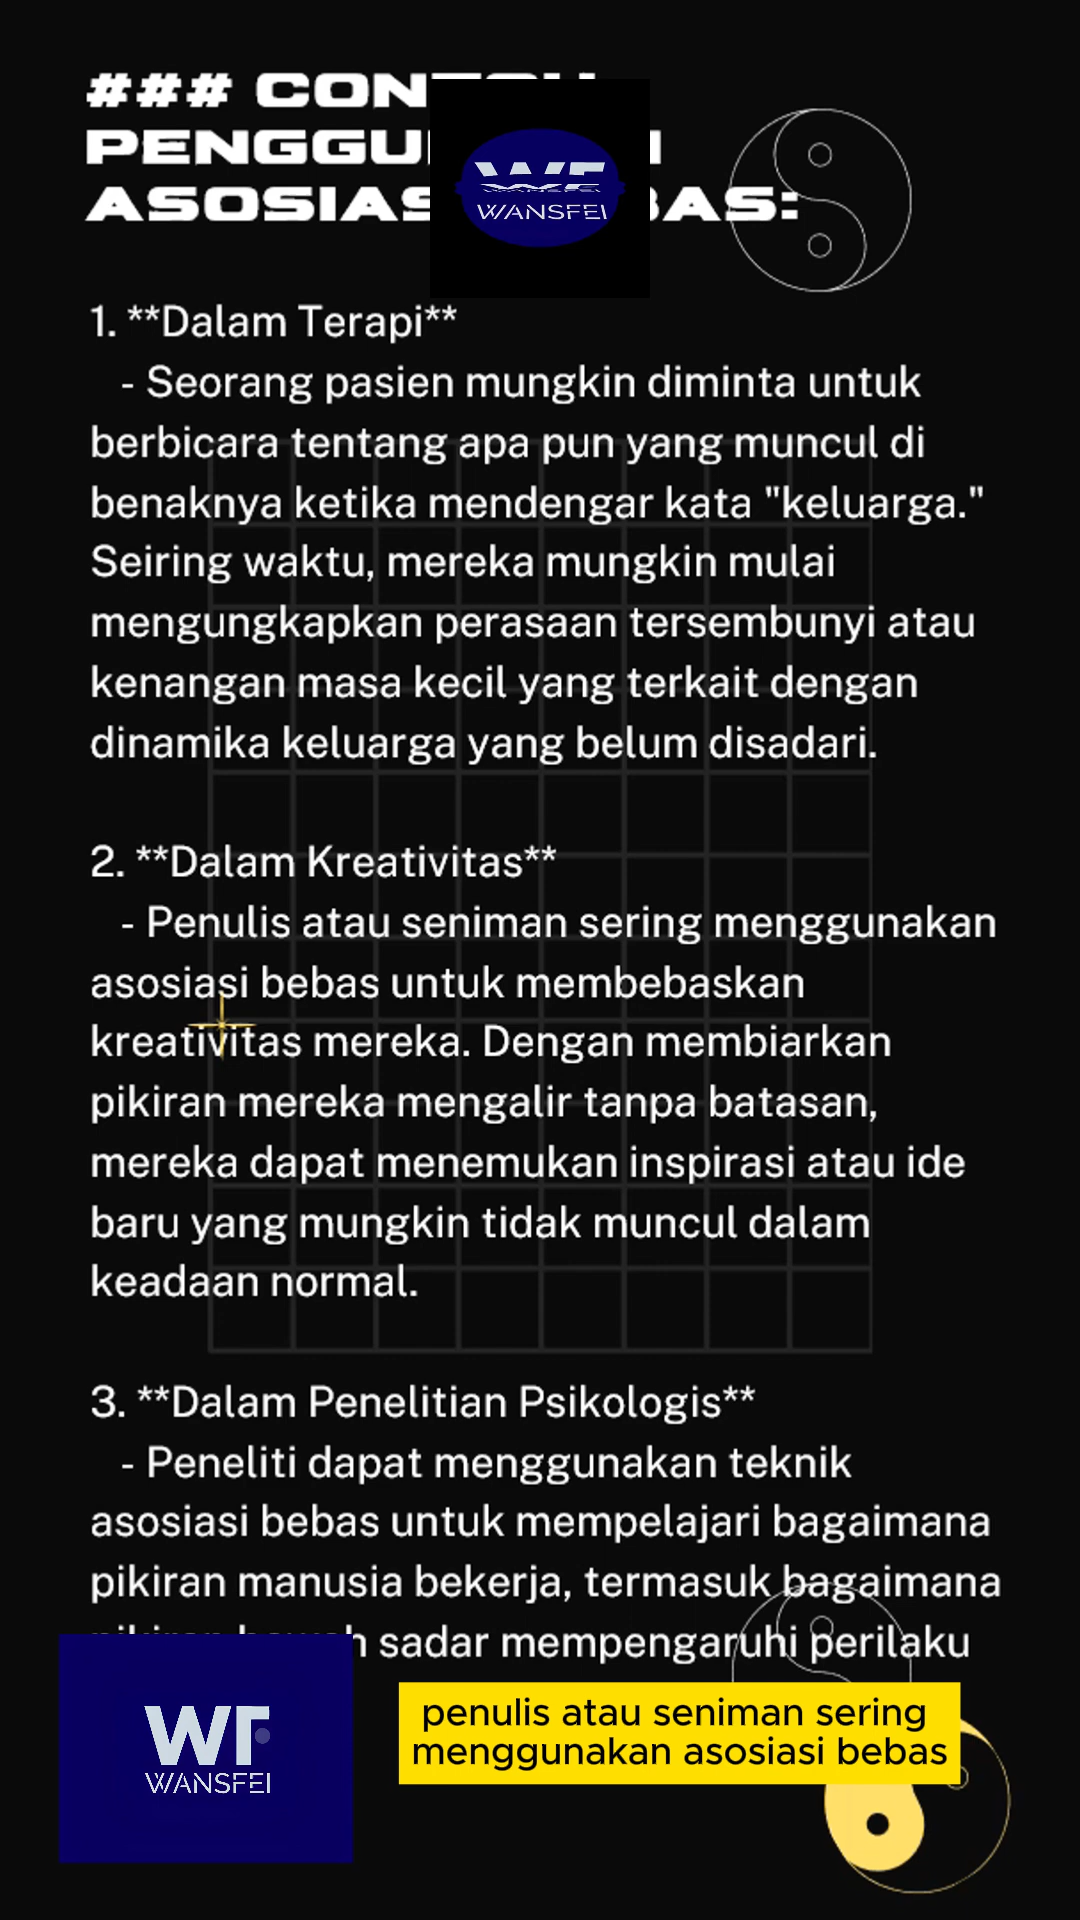 ### CON
PENGGU
ASOSIAS BAS:
WF
WANSFEI
1. **Dalam Terapi**
- Seorang pasien mungkin diminta untuk
berbicara tentang apa pun yang muncul di
benaknya ketika mendengar kata "keluarga."
Seiring waktu, mereka mungkin mulai
mengungkapkan perasaan tersembunyi atau
kenangan masa kecil yang terkait dengan
dinamika keluarga yang belum disadari.
2. **Dalam Kreativitas**
- Penulis atau seniman sering menggunakan
asosiasi bebas untuk membebaskan
kreativitas mereka. Dengan membiarkan
pikiran mereka mengalir tanpa batasan,
mereka dapat menemukan inspirasi atau ide
baru yang mungkin tidak muncul dalam
keadaan normal.
3. **Dalam Penelitian Psikologis**
- Peneliti dapat menggunakan teknik
asosiasi bebas untuk mempelajari bagaimana
pikiran manusia bekerja, termasuk bagaimana
sadar mempengaruhi perilaku
WF
WANSFEI
penulis atau seniman sering
menggunakan asosiasi bebas